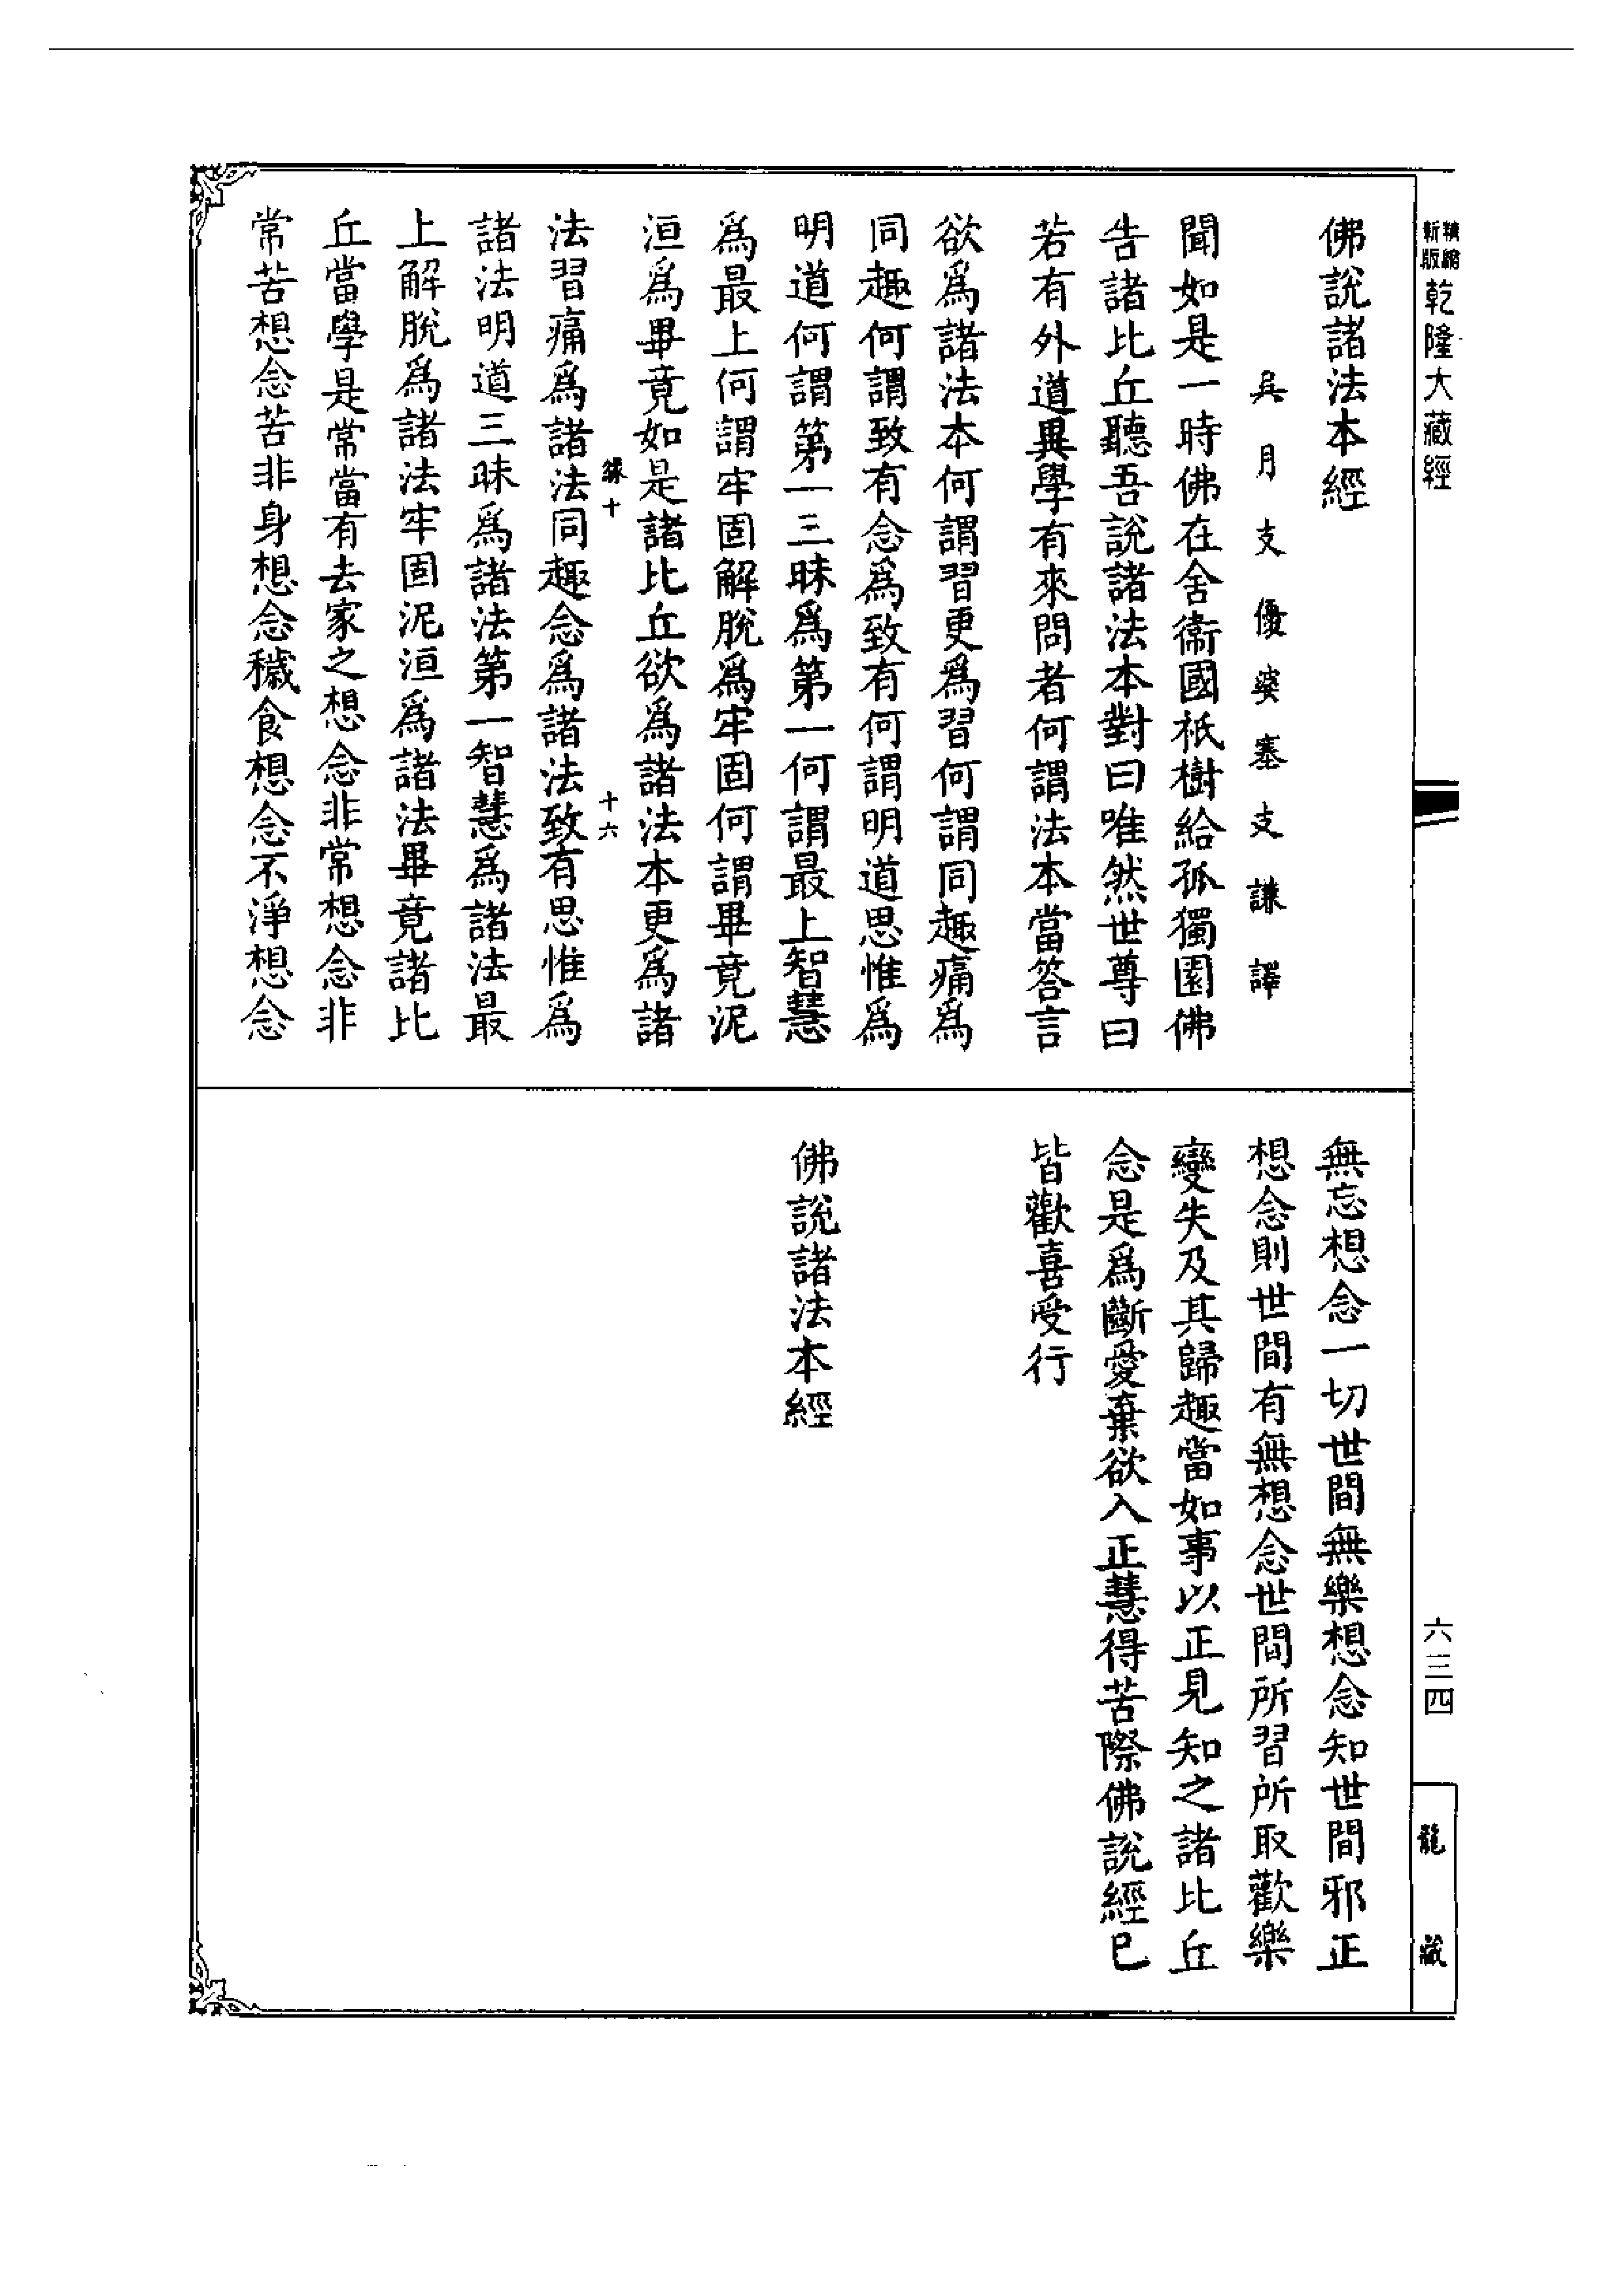 精縮
新版
乾隆大藏經
佛說諸法本經
吳月支優婆塞支謙譯
聞如是一時佛在舍衞國祇樹給孤獨園佛
告諸比丘聽吾說諸法本對曰唯然世尊曰
若有外道異學有來問者何謂法本當答言
欲爲諸法本何謂習更爲習何謂同趣痛爲
同趣何謂致有念爲致有何謂明道思惟爲
明道何謂第一三昧爲第一何謂最上智慧
爲最上何謂牢固解脫爲牢固何謂畢竟泥
洹爲畢竟如是諸比丘欲爲諸法本更爲諸
十六
法習痛爲諸法同趣念爲諸法致有思惟爲
諸法明道三昧爲諸法第一智慧爲諸法最
上解脫爲諸法牢固泥洹爲諸法畢竟諸比
丘當學是常當有去家之想念非常想念非
常苦想念苦非身想念穢食想念不淨想念
無忘想念一切世間無樂想念知世間邪正
想念則世間有無想念世間所習所取歡樂
變失及其歸趣當如事以正見知之諸比丘
念是爲斷愛棄欲入正慧得苦際佛說經已
皆歡喜受行
佛說諸法本經
六三四
龍藏